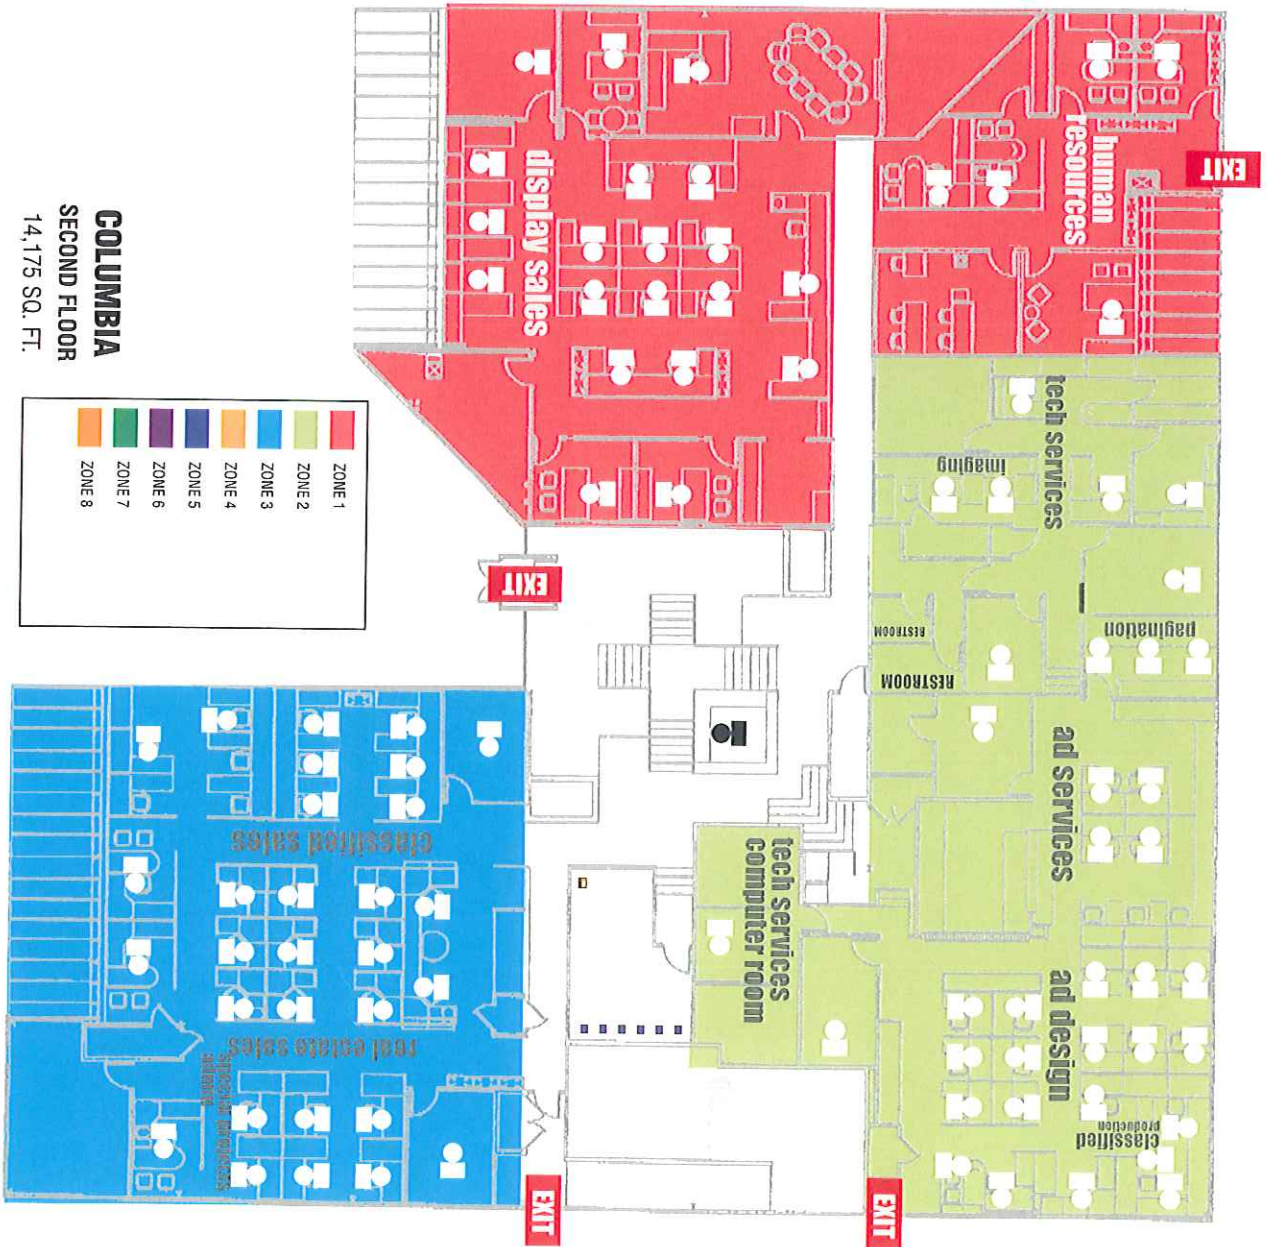 EXIT
human
resources
display sales
tech services
imaging
COLUMBIA
SECOND FLOOR
14,175 SQ. FT.
ZONE 1
ZONE 2
ZONE 3
ZONE 4
ZONE 5
ZONE 6
ZONE 7
ZONE 8
EXIT
RESTROOM
RESTROOM
pagination
ad services
classified sales
tech services
computer room
ad design
real estate sales
special projects
classified
production
EXIT
EXIT